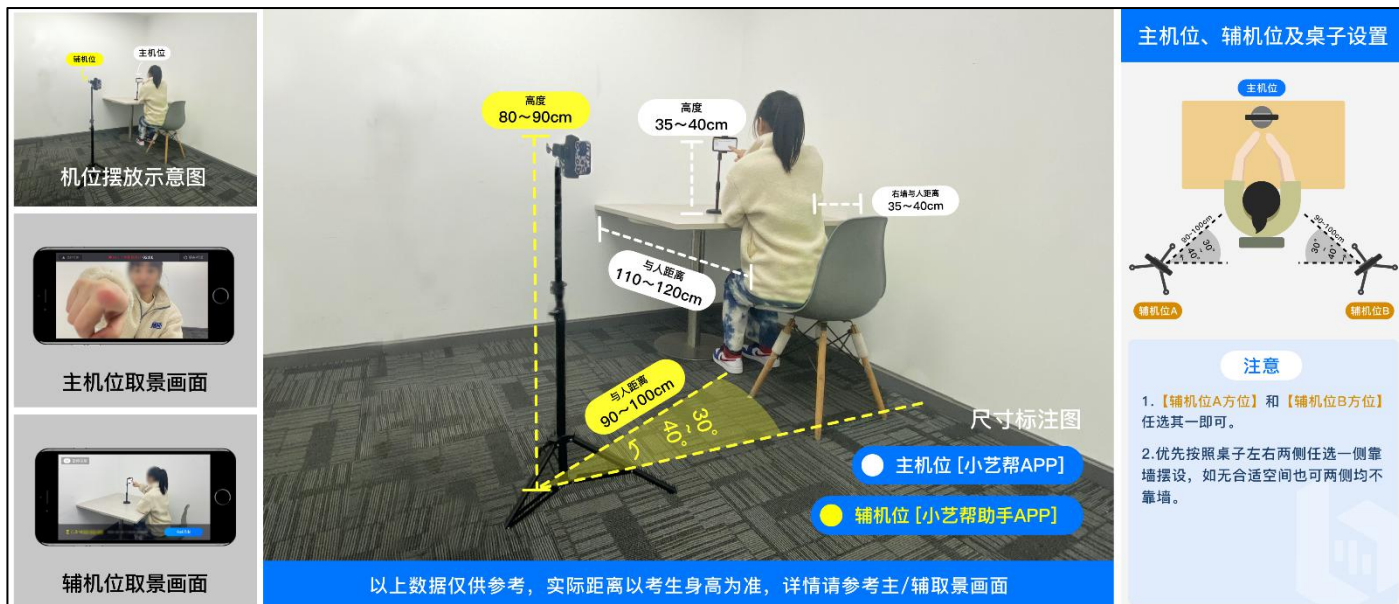 辅机位
主机位
机位摆放示意图
主机位取景画面
辅机位取景画面
高度
80～90cm
高度
35～40cm
右墙与人距离
35～40cm
与人距离
110～120cm
与人距离
90～100cm
30°
~
40°
尺寸标注图
主机位 [小艺帮APP]
辅机位 [小艺帮助手APP]
以上数据仅供参考，实际距离以考生身高为准，详情请参考主/辅取景画面
主机位、辅机位及桌子设置
主机位
90-100cm
30°
~
40°
90-100cm
30°
~
40°
辅机位A
辅机位B
注意
1.【辅机位A方位】和【辅机位B方位】
任选其一即可。
2.优先按照桌子左右两侧任选一侧靠
墙摆设，如无合适空间也可两侧均不
靠墙。